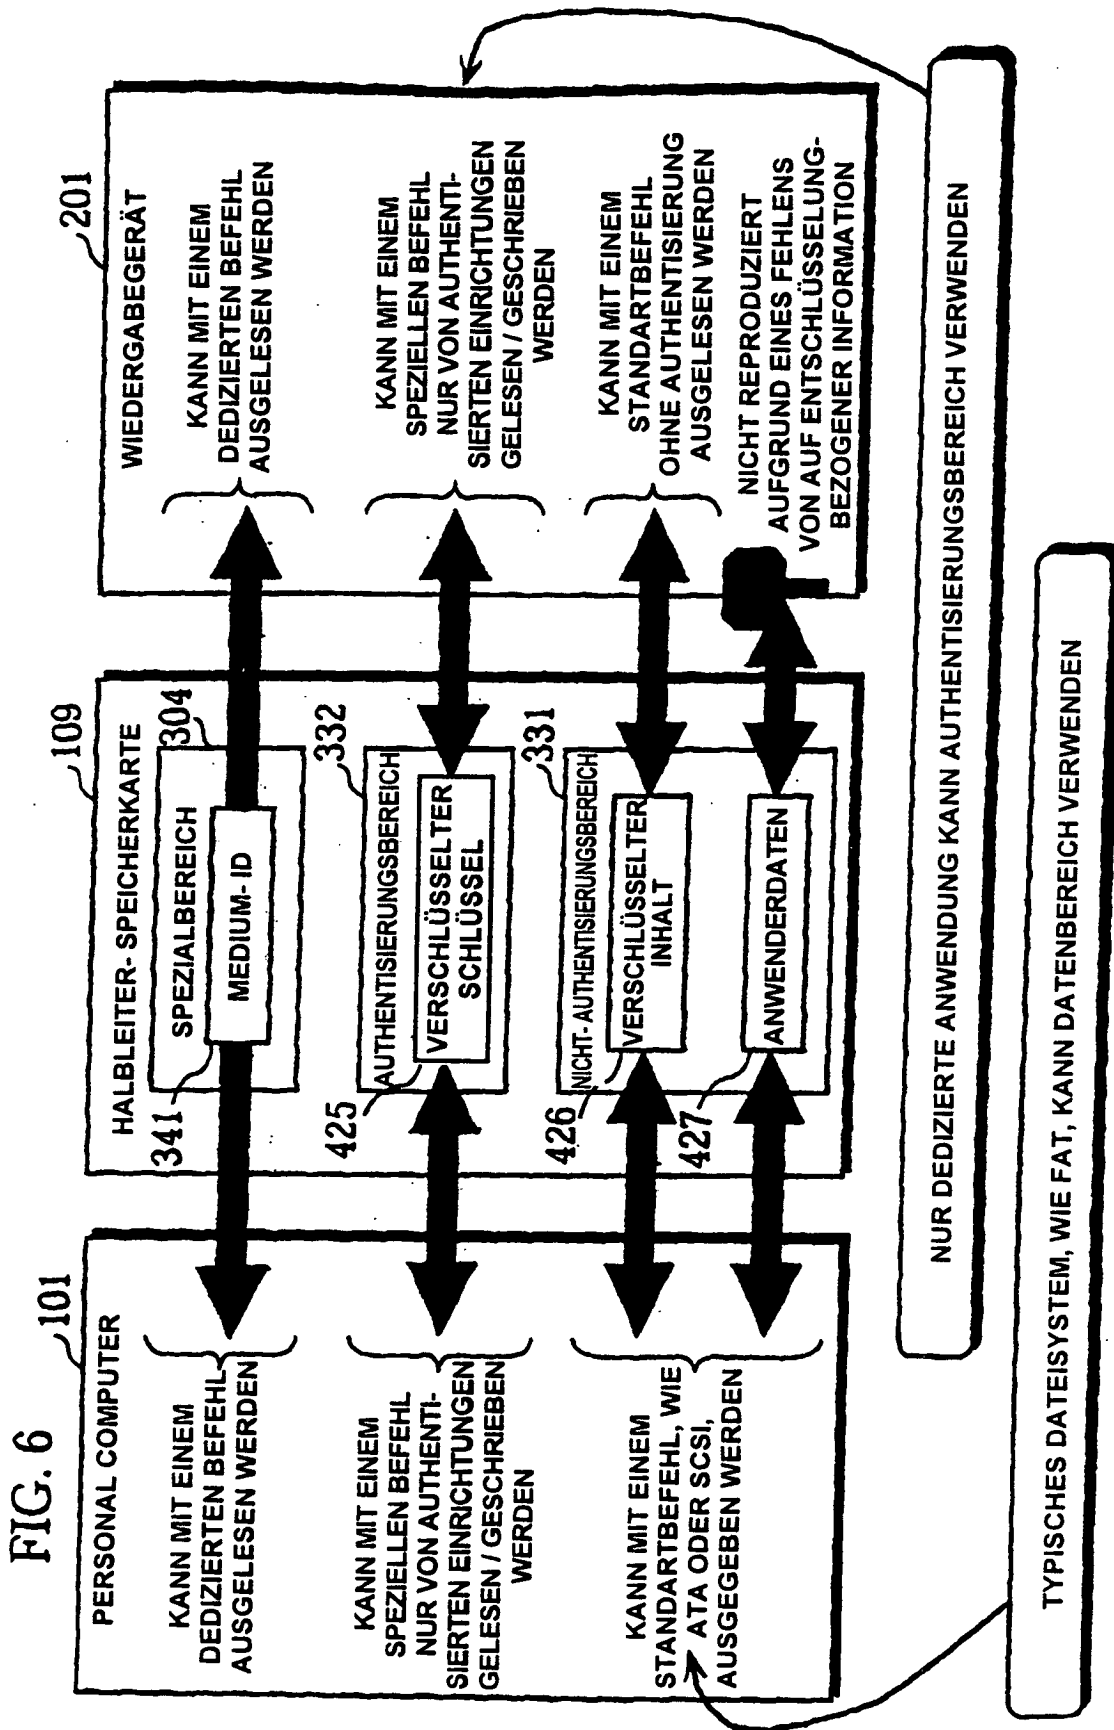 FIG. 6
PERSONAL COMPUTER
101
KANN MIT EINEM
DEDIZIERTEN BEFEHL
AUSGELESEN WERDEN
KANN MIT EINEM
SPEZIELLEN BEFEHL
NUR VON AUTHENTI-
SIERTEN EINRICHTUNGEN
GELESEN / GESCHRIEBEN
WERDEN
KANN MIT EINEM
STANDARTBEFEHL, WIE
ATA ODER SCSI,
AUSGEGEBEN WERDEN
HALBLEITER- SPEICHERKARTE
109
SPEZIALBEREICH
304
MEDIUM- ID
341
332
AUTHENTISIERUNGSBEREICH
VERSCHLÜSSELTER
SCHLÜSSEL
425
331
NICHT- AUTHENTISIERUNGSBEREICH
VERSCHLÜSSELTER
INHALT
426
ANWENDERDATEN
427
WIEDERGABEGERÄT
201
KANN MIT EINEM
DEDIZIERTEN BEFEHL
AUSGELESEN WERDEN
KANN MIT EINEM
SPEZIELLEN BEFEHL
NUR VON AUTHENTI-
SIERTEN EINRICHTUNGEN
GELESEN / GESCHRIEBEN
WERDEN
KANN MIT EINEM
STANDARTBEFEHL
OHNE AUTHENTISIERUNG
AUSGELESEN WERDEN
NICHT REPRODUZIERT
AUFGRUND EINES FEHLENS
VON AUF ENTSCHLÜSSELUNG-
BEZOGENER INFORMATION
NUR DEDIZIERTE ANWENDUNG KANN AUTHENTISIERUNGSBEREICH VERWENDEN
TYPISCHES DATEISYSTEM, WIE FAT, KANN DATENBEREICH VERWENDEN